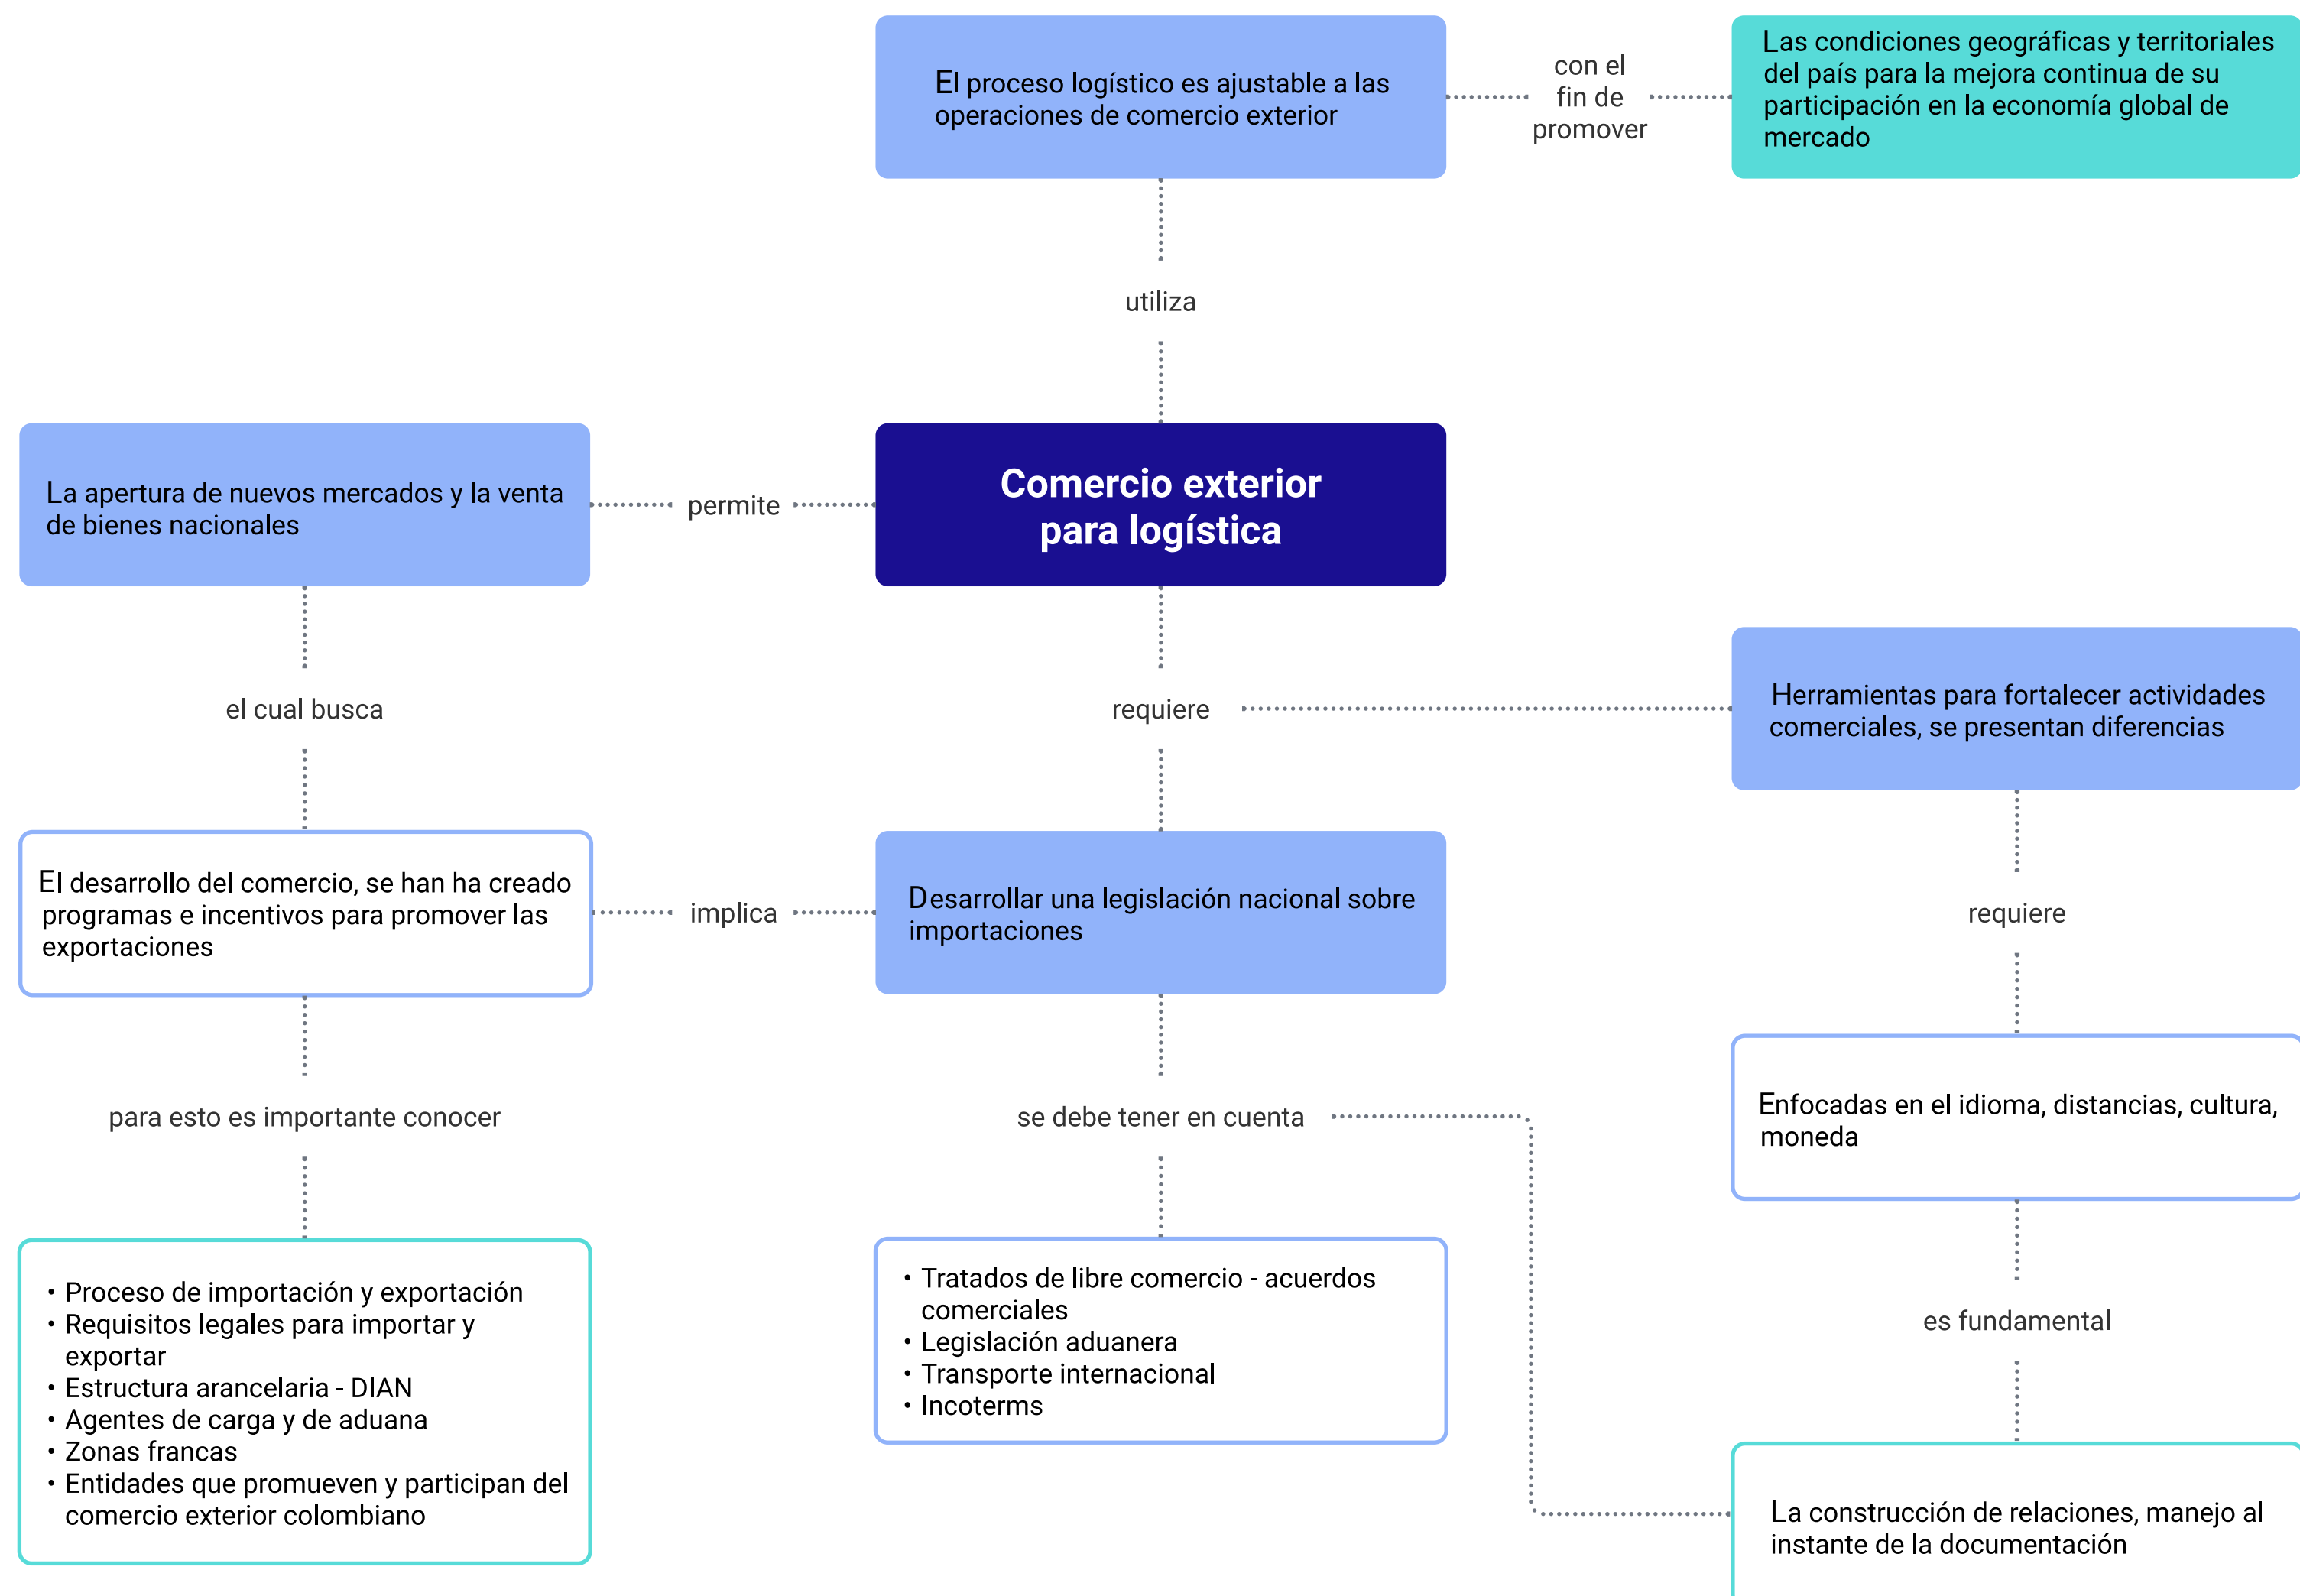 El proceso logístico es ajustable a las
operaciones de comercio exterior
con el
fin de
promover
Las condiciones geográficas y territoriales
del país para la mejora continua de su
participación en la economía global de
mercado
utiliza
La apertura de nuevos mercados y la venta
de bienes nacionales
permite
Comercio exterior
para logística
el cual busca
requiere
Herramientas para fortalecer actividades
comerciales, se presentan diferencias
El desarrollo del comercio, se han ha creado
programas e incentivos para promover las
exportaciones
implica
Desarrollar una legislación nacional sobre
importaciones
requiere
para esto es importante conocer
se debe tener en cuenta
Enfocadas en el idioma, distancias, cultura,
moneda
• Proceso de importación y exportación
• Requisitos legales para importar y
exportar
• Estructura arancelaria - DIAN
• Agentes de carga y de aduana
• Zonas francas
• Entidades que promueven y participan del
comercio exterior colombiano
• Tratados de libre comercio - acuerdos
comerciales
• Legislación aduanera
• Transporte internacional
• Incoterms
es fundamental
La construcción de relaciones, manejo al
instante de la documentación